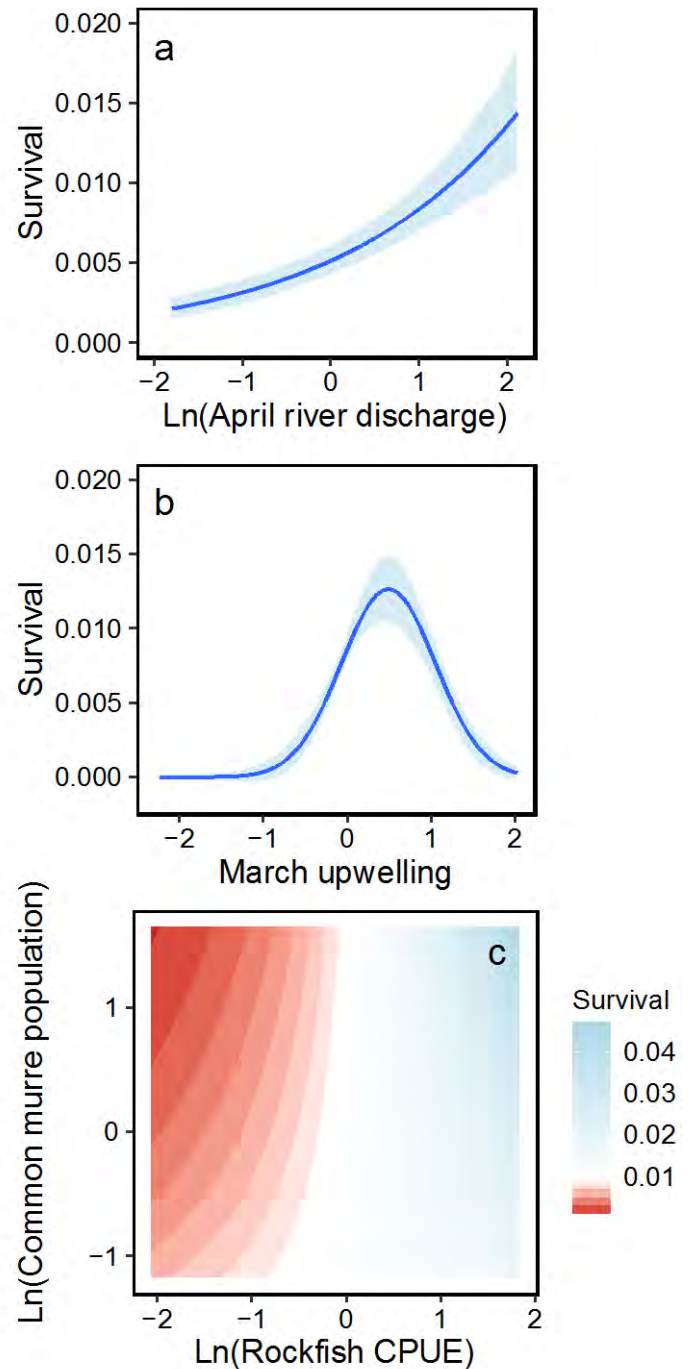 a
Survival
0.020
0.015
0.010
0.005
0.000
−2 −1 0 1 2
Ln(April river discharge)
b
Survival
0.020
0.015
0.010
0.005
0.000
−2 −1 0 1 2
March upwelling
c
Ln(Common murre population)
1
0
−1
−2 −1 0 1 2
Ln(Rockfish CPUE)
Survival
0.04
0.03
0.02
0.01